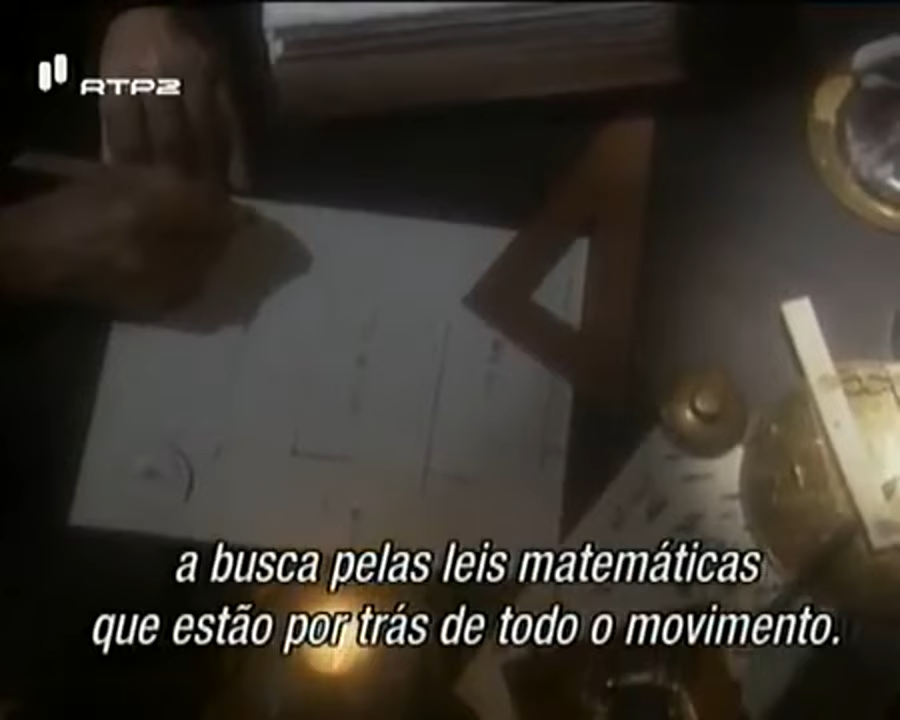 RTP2
a busca pelas leis matemáticas
que estão por trás de todo o movimento.